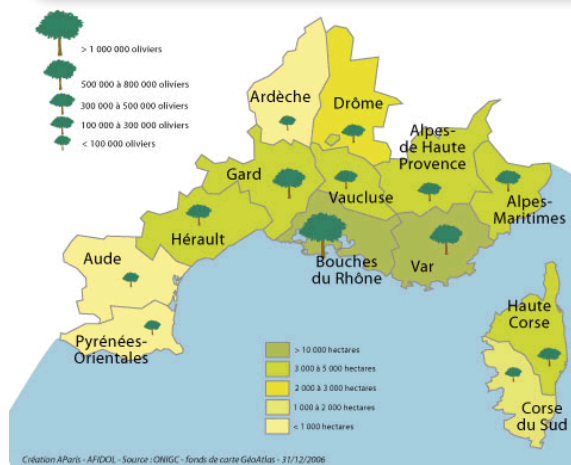 > 1 000 000 oliviers
500 000 à 800 000 oliviers
300 000 à 500 000 oliviers
100 000 à 300 000 oliviers
< 100 000 oliviers
Ardèche
Drôme
Alpes-
de Haute
Provence
Gard
Vaucluse
Alpes-
Maritimes
Hérault
Bouches
du Rhône
Var
Aude
Pyrénées-
Orientales
Haute
Corse
Corse
du Sud
> 10 000 hectares
3 000 à 5 000 hectares
2 000 à 3 000 hectares
1 000 à 2 000 hectares
< 1 000 hectares
Création AParis - AFIDOL - Source : ONIGC - fonds de carte GéoAtlas - 31/12/2006